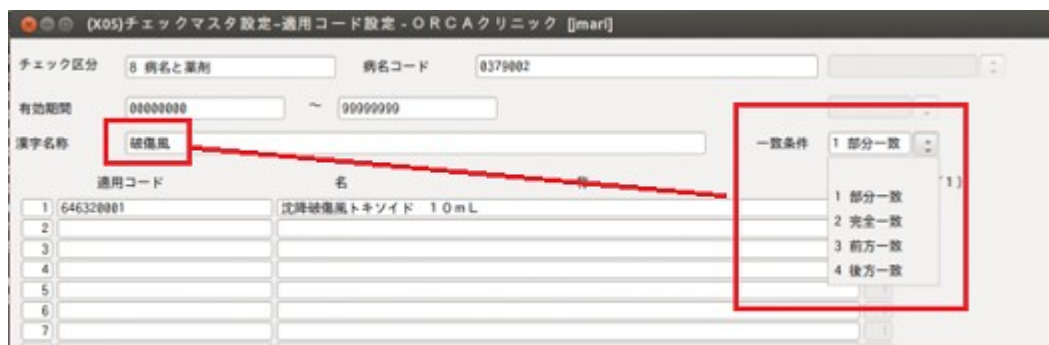 (X05)チェックマスタ設定-適用コード設定 - ORCAクリニック [jmari]
チェック区分 8 病名と薬剤 病名コード 0379002
有効期間 00000000 ~ 99999999
漢字名称 破傷風 一致条件 1 部分一致
適用コード 名 称 1)
1 646320001 沈降破傷風トキソイド 10mL
2
3
4
5
6
7
1 部分一致
2 完全一致
3 前方一致
4 後方一致